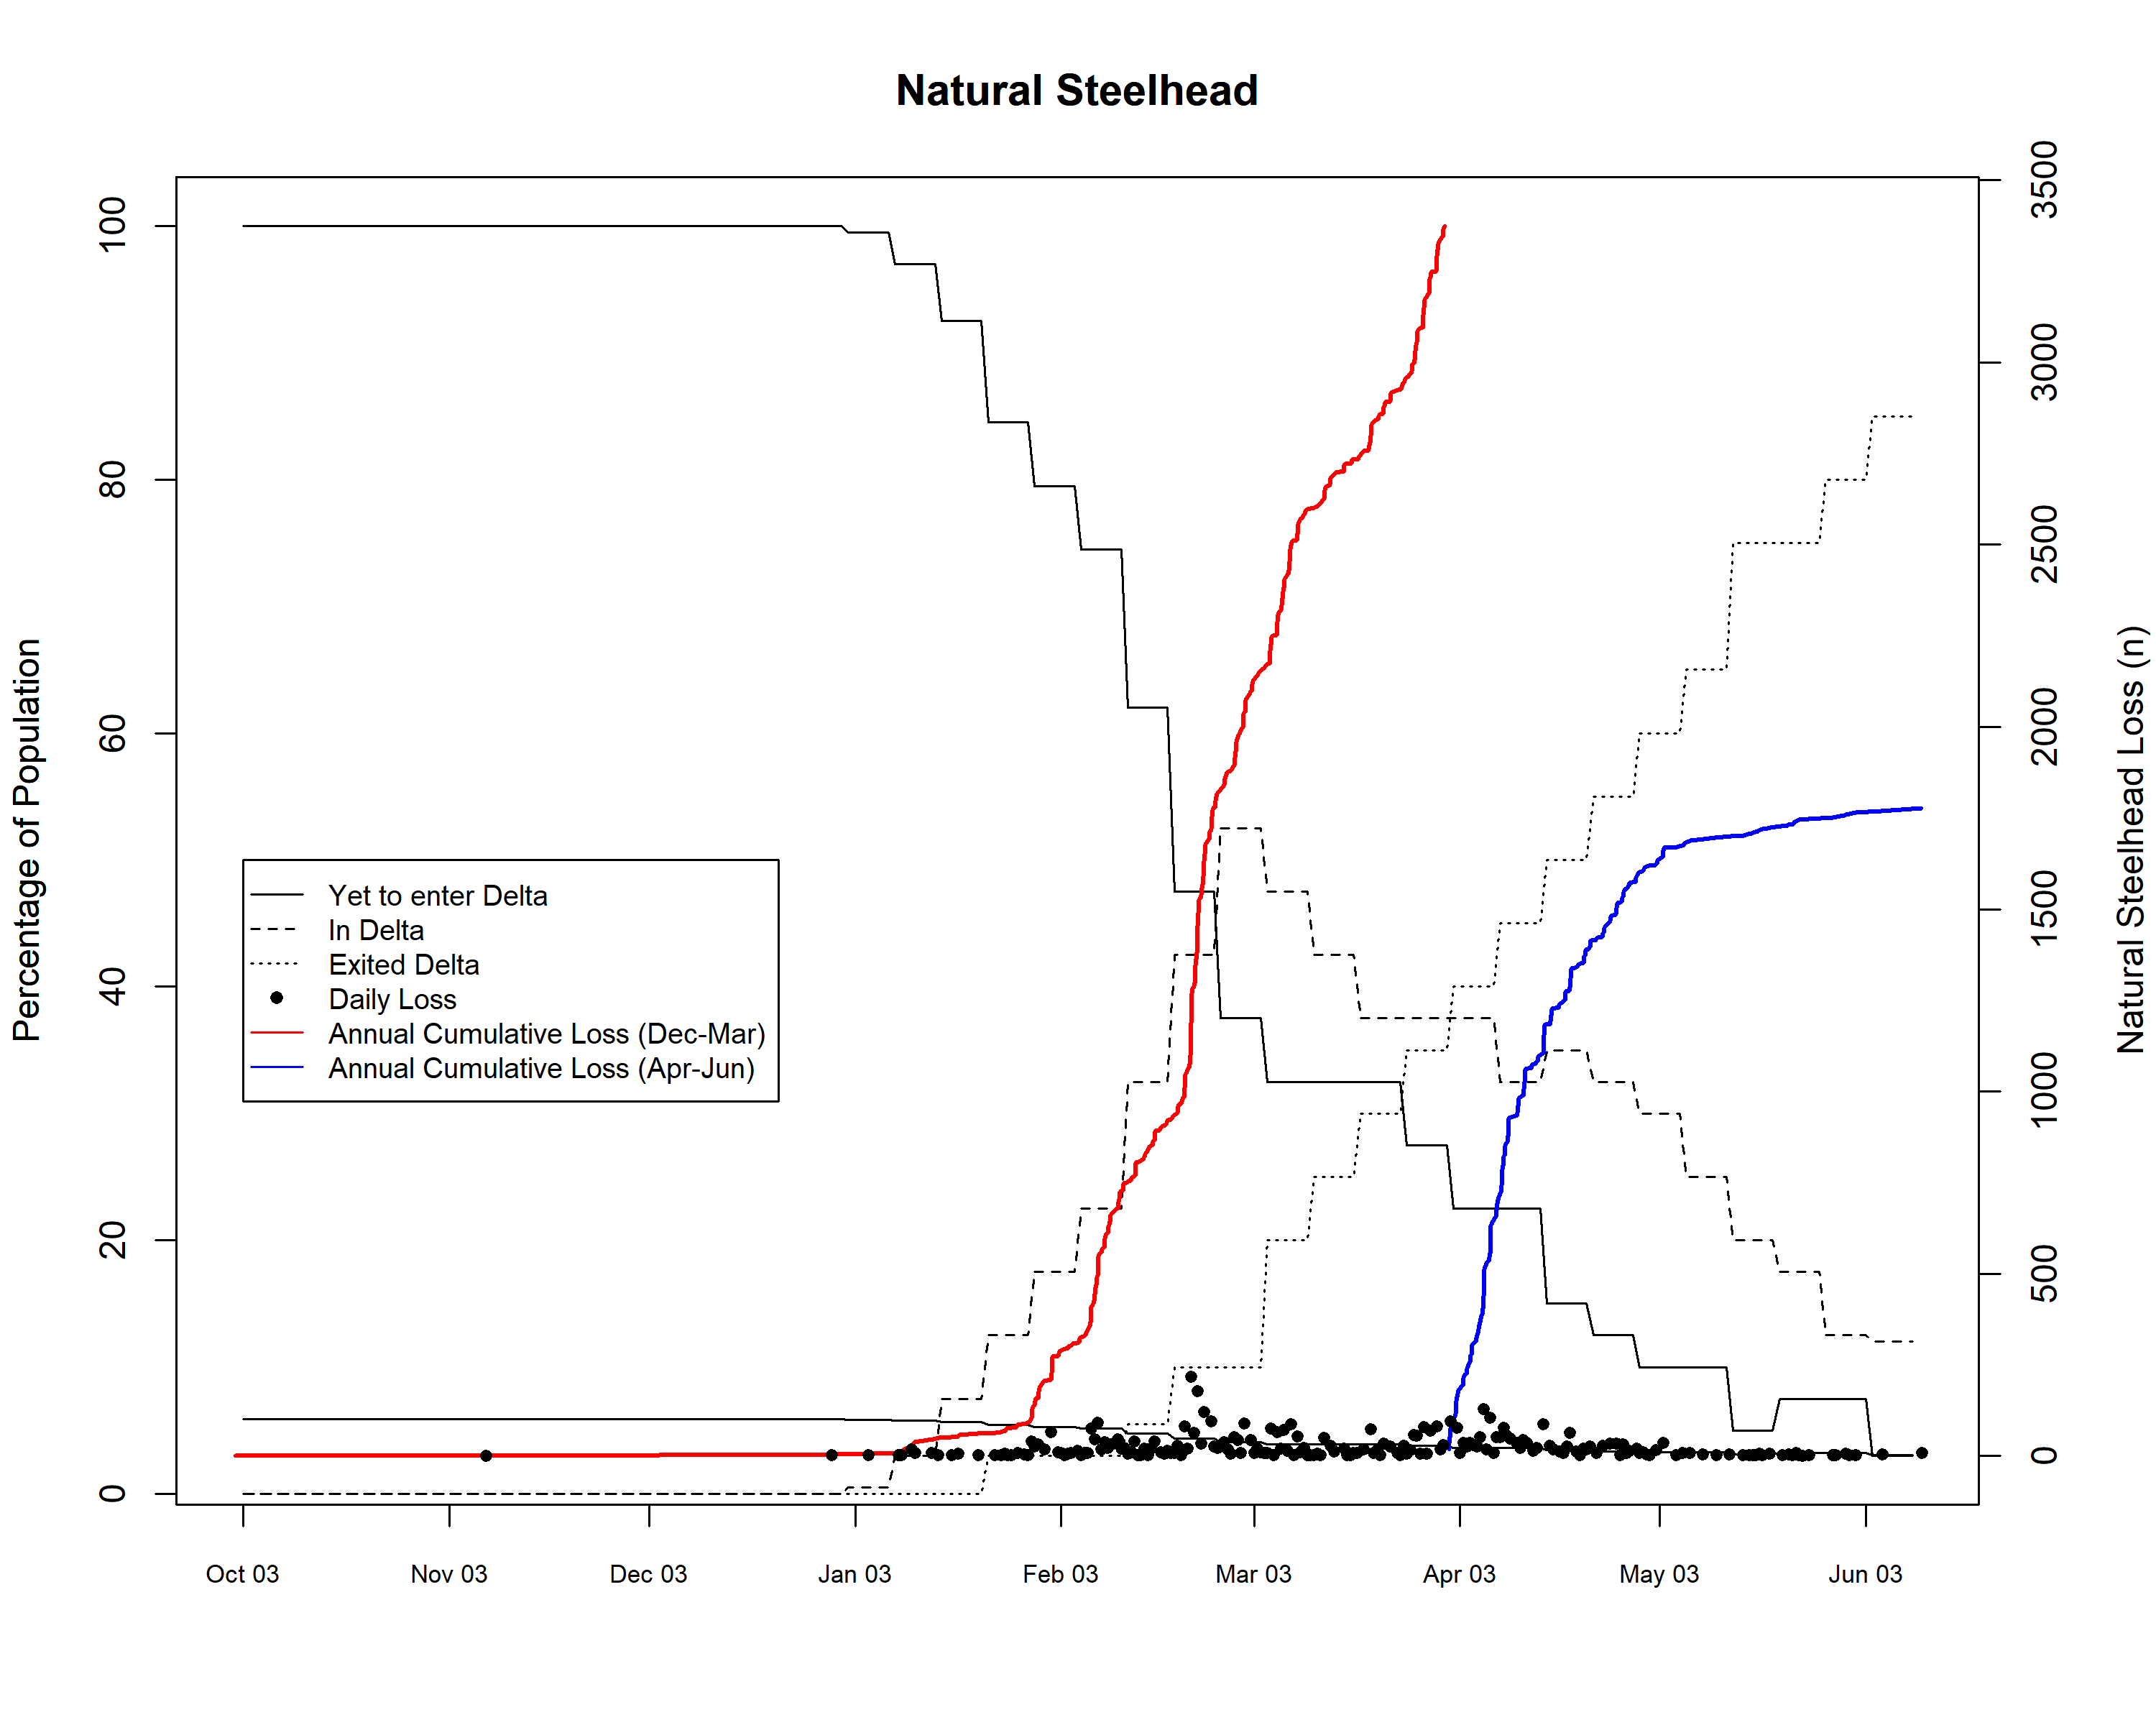 Natural Steelhead
Percentage of Population
0
20
40
60
80
100
Yet to enter Delta
In Delta
Exited Delta
Daily Loss
Annual Cumulative Loss (Dec-Mar)
Annual Cumulative Loss (Apr-Jun)
Oct 03
Nov 03
Dec 03
Jan 03
Feb 03
Mar 03
Apr 03
May 03
Jun 03
0
500
1000
1500
2000
2500
3000
3500
Natural Steelhead Loss (n)